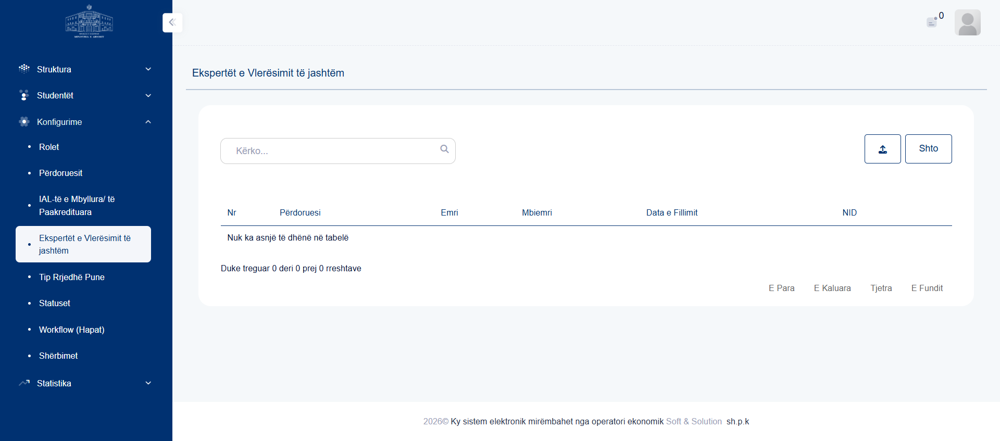 MINISTRIA E ARSIMIT
0
Struktura
Studentët
Konfigurime
Rolet
Përdoruesit
IAL-të e Mbyllura/ të
Paakredituara
Ekspertët e Vlerësimit të
jashtëm
Tip Rrjedhë Pune
Statuset
Workflow (Hapat)
Shërbimet
Statistika
Ekspertët e Vlerësimit të jashtëm
Kërko...
Shto
Nr Përdoruesi Emri Mbiemri Data e Fillimit NID
Nuk ka asnjë të dhënë në tabelë
Duke treguar 0 deri 0 prej 0 rreshtave
E Para E Kaluara Tjetra E Fundit
2026© Ky sistem elektronik mirëmbahet nga operatori ekonomik Soft & Solution sh.p.k